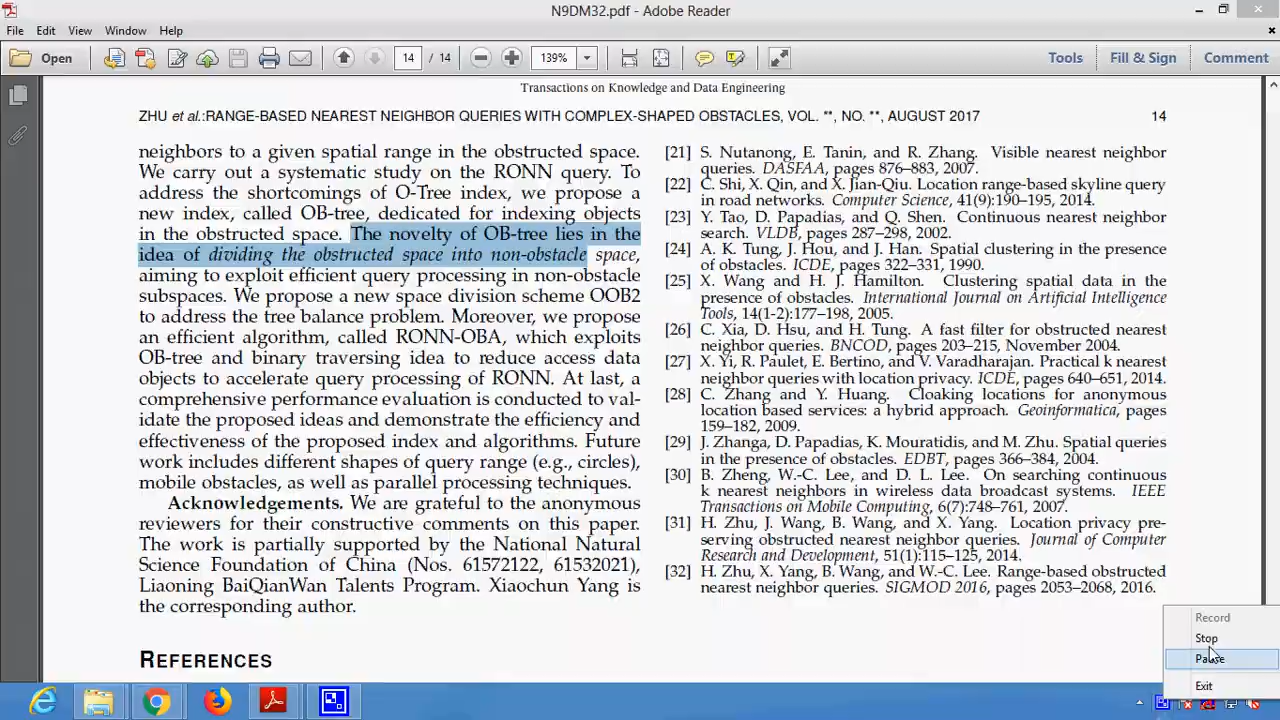 N9DM32.pdf - Adobe Reader
File Edit View Window Help
Open
14 / 14
139%
Tools Fill & Sign Comment
Transactions on Knowledge and Data Engineering
ZHU et al.:RANGE-BASED NEAREST NEIGHBOR QUERIES WITH COMPLEX-SHAPED OBSTACLES, VOL. **, NO. **, AUGUST 2017 14
neighbors to a given spatial range in the obstructed space.
We carry out a systematic study on the RONN query. To
address the shortcomings of O-Tree index, we propose a
new index, called OB-tree, dedicated for indexing objects
in the obstructed space. The novelty of OB-tree lies in the
idea of dividing the obstructed space into non-obstacle space,
aiming to exploit efficient query processing in non-obstacle
subspaces. We propose a new space division scheme OOB2
to address the tree balance problem. Moreover, we propose
an efficient algorithm, called RONN-OBA, which exploits
OB-tree and binary traversing idea to reduce access data
objects to accelerate query processing of RONN. At last, a
comprehensive performance evaluation is conducted to val-
idate the proposed ideas and demonstrate the efficiency and
effectiveness of the proposed index and algorithms. Future
work includes different shapes of query range (e.g., circles),
mobile obstacles, as well as parallel processing techniques.
Acknowledgements. We are grateful to the anonymous
reviewers for their constructive comments on this paper.
The work is partially supported by the National Natural
Science Foundation of China (Nos. 61572122, 61532021),
Liaoning BaiQianWan Talents Program. Xiaochun Yang is
the corresponding author.
REFERENCES
[21] S. Nutanong, E. Tanin, and R. Zhang. Visible nearest neighbor
queries. DASFAA, pages 876–883, 2007.
[22] C. Shi, X. Qin, and X. Jian-Qiu. Location range-based skyline query
in road networks. Computer Science, 41(9):190–195, 2014.
[23] Y. Tao, D. Papadias, and Q. Shen. Continuous nearest neighbor
search. VLDB, pages 287–298, 2002.
[24] A. K. Tung, J. Hou, and J. Han. Spatial clustering in the presence
of obstacles. ICDE, pages 322–331, 1990.
[25] X. Wang and H. J. Hamilton. Clustering spatial data in the
presence of obstacles. International Journal on Artificial Intelligence
Tools, 14(1-2):177–198, 2005.
[26] C. Xia, D. Hsu, and H. Tung. A fast filter for obstructed nearest
neighbor queries. BNCOD, pages 203–215, November 2004.
[27] X. Yi, R. Paulet, E. Bertino, and V. Varadharajan. Practical k nearest
neighbor queries with location privacy. ICDE, pages 640–651, 2014.
[28] C. Zhang and Y. Huang. Cloaking locations for anonymous
location based services: a hybrid approach. Geoinformatica, pages
159–182, 2009.
[29] J. Zhanga, D. Papadias, K. Mouratidis, and M. Zhu. Spatial queries
in the presence of obstacles. EDBT, pages 366–384, 2004.
[30] B. Zheng, W.-C. Lee, and D. L. Lee. On searching continuous
k nearest neighbors in wireless data broadcast systems. IEEE
Transactions on Mobile Computing, 6(7):748–761, 2007.
[31] H. Zhu, J. Wang, B. Wang, and X. Yang. Location privacy pre-
serving obstructed nearest neighbor queries. Journal of Computer
Research and Development, 51(1):115–125, 2014.
[32] H. Zhu, X. Yang, B. Wang, and W.-C. Lee. Range-based obstructed
nearest neighbor queries. SIGMOD 2016, pages 2053–2068, 2016.
Record
Stop
Pause
Exit